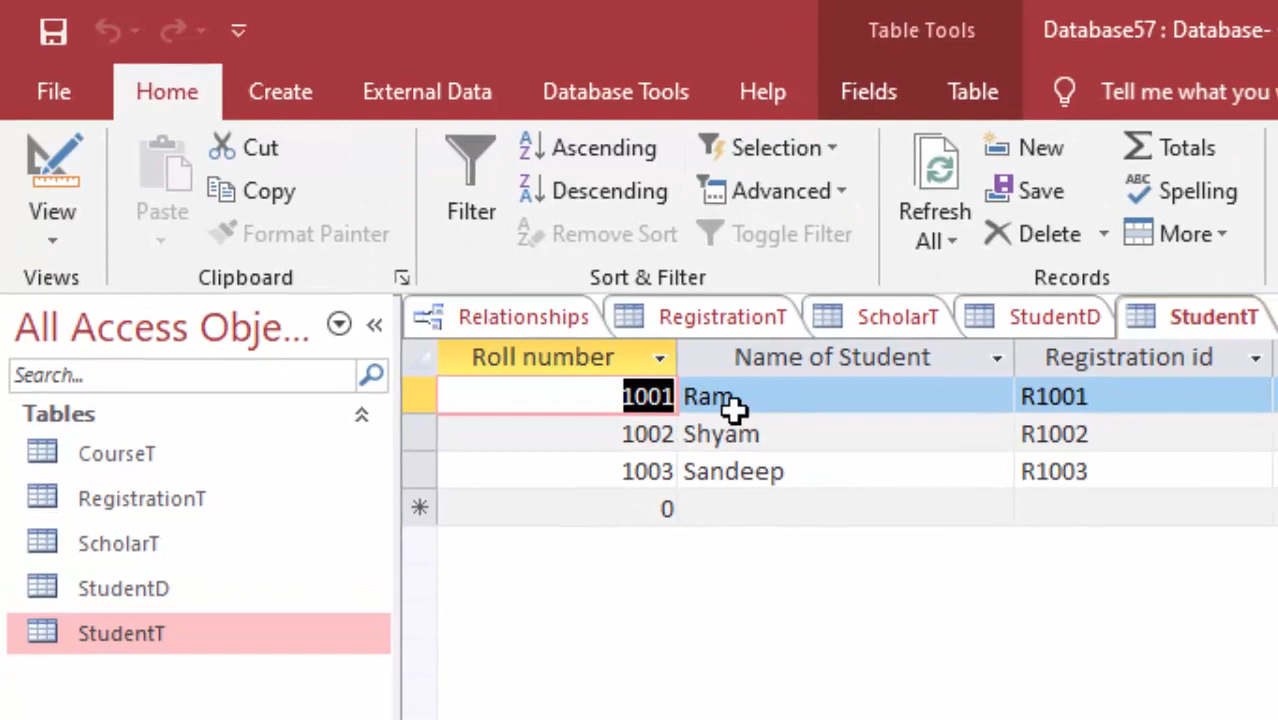 Table Tools
Database57 : Database-
File Home Create External Data Database Tools Help Fields Table Tell me what you
View
Paste
Cut
Copy
Format Painter
Filter
Ascending
Descending
Remove Sort
Selection
Advanced
Toggle Filter
Refresh
All
New
Save
Delete
Totals
Spelling
More
Views Clipboard Sort & Filter Records
All Access Obje...
Search...
Tables
CourseT
RegistrationT
ScholarT
StudentD
StudentT
Relationships RegistrationT ScholarT StudentD StudentT
Roll number Name of Student Registration id
1001 Ram R1001
1002 Shyam R1002
1003 Sandeep R1003
0